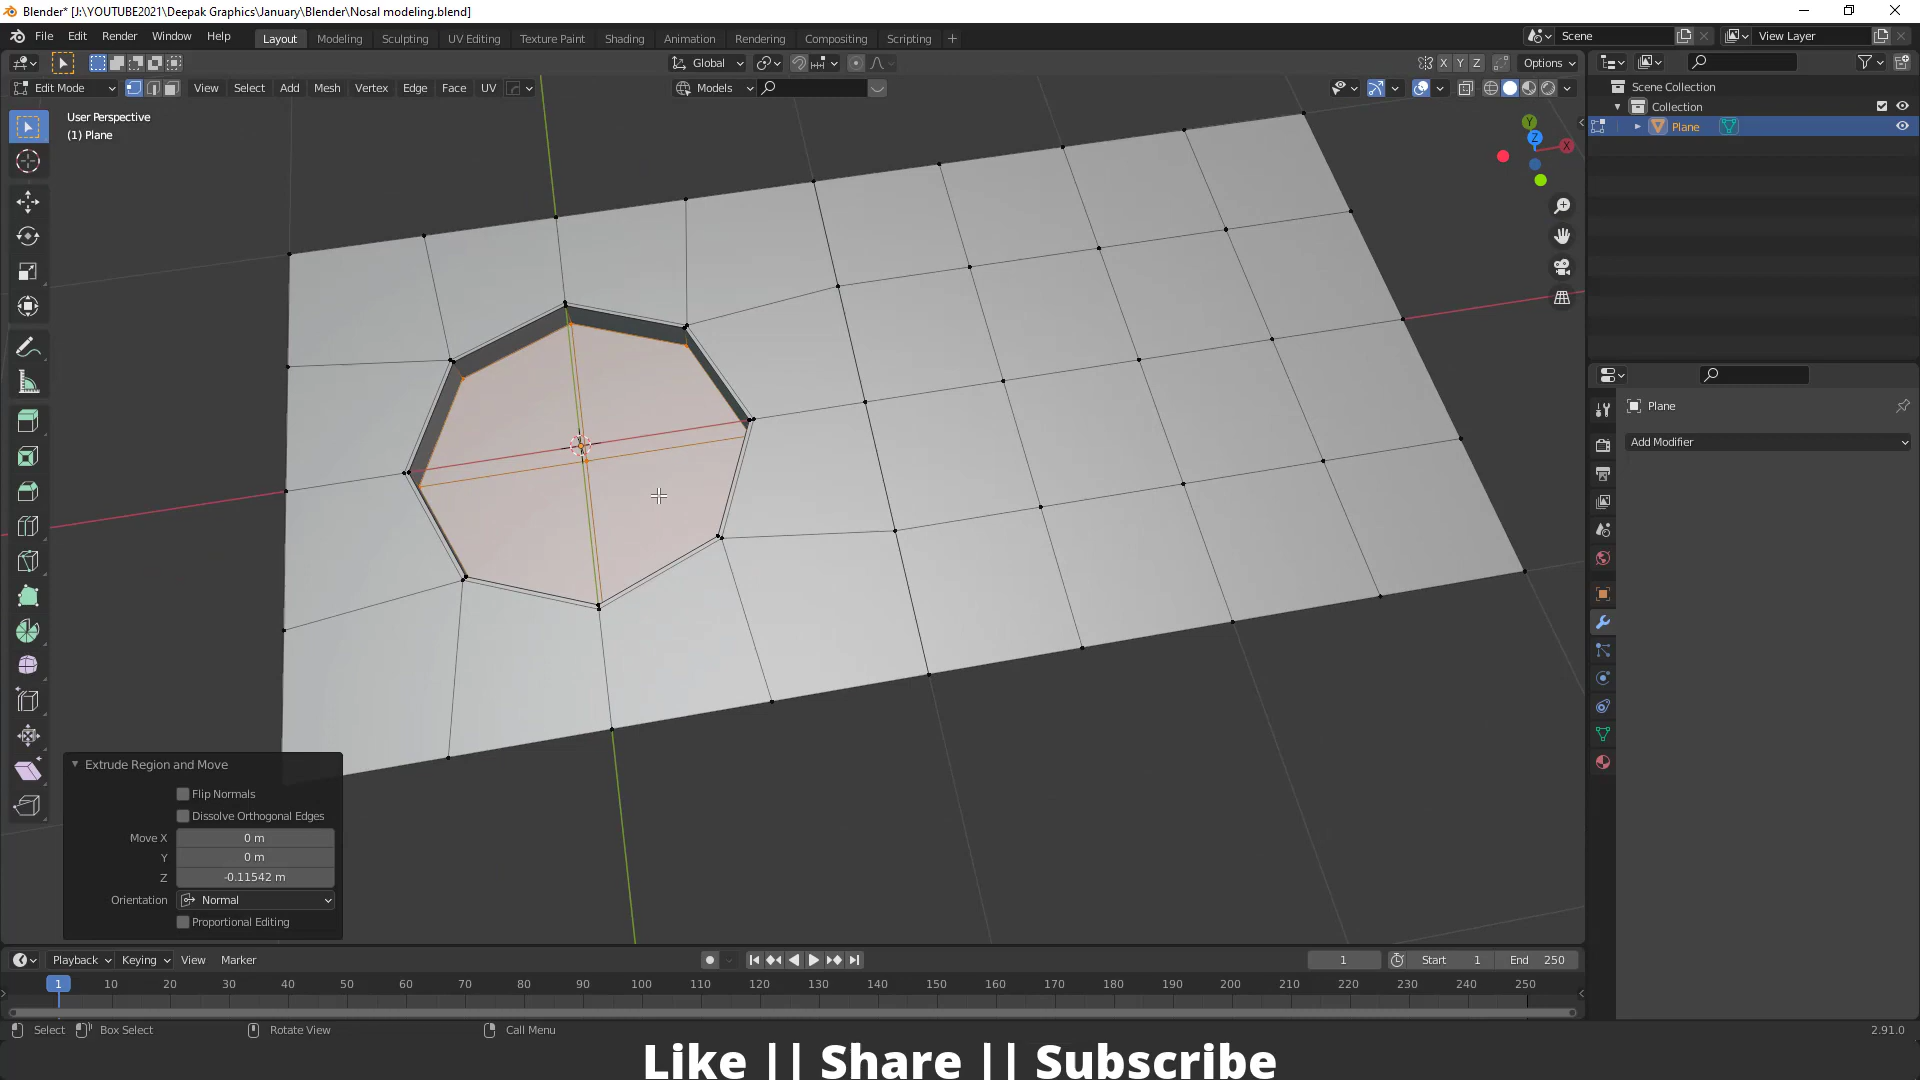 Blender* [J:\YOUTUBE2021\Deepak Graphics\January\Blender\Nosal modeling.blend]
File Edit Render Window Help
Layout Modeling Sculpting UV Editing Texture Paint Shading Animation Rendering Compositing Scripting
Scene
View Layer
Global
X Y Z
Options
Edit Mode
View Select Add Mesh Vertex Edge Face UV
Models
User Perspective
(1) Plane
Y
Z
X
Scene Collection
Collection
Plane
Plane
Add Modifier
Extrude Region and Move
Flip Normals
Dissolve Orthogonal Edges
Move X 0 m
Y 0 m
Z -0.11542 m
Orientation Normal
Proportional Editing
Playback Keying View Marker
1
Start 1
End 250
1 10 20 30 40 50 60 70 80 90 100 110 120 130 140 150 160 170 180 190 200 210 220 230 240 250
Select Box Select Rotate View Call Menu
2.91.0
Like || Share || Subscribe